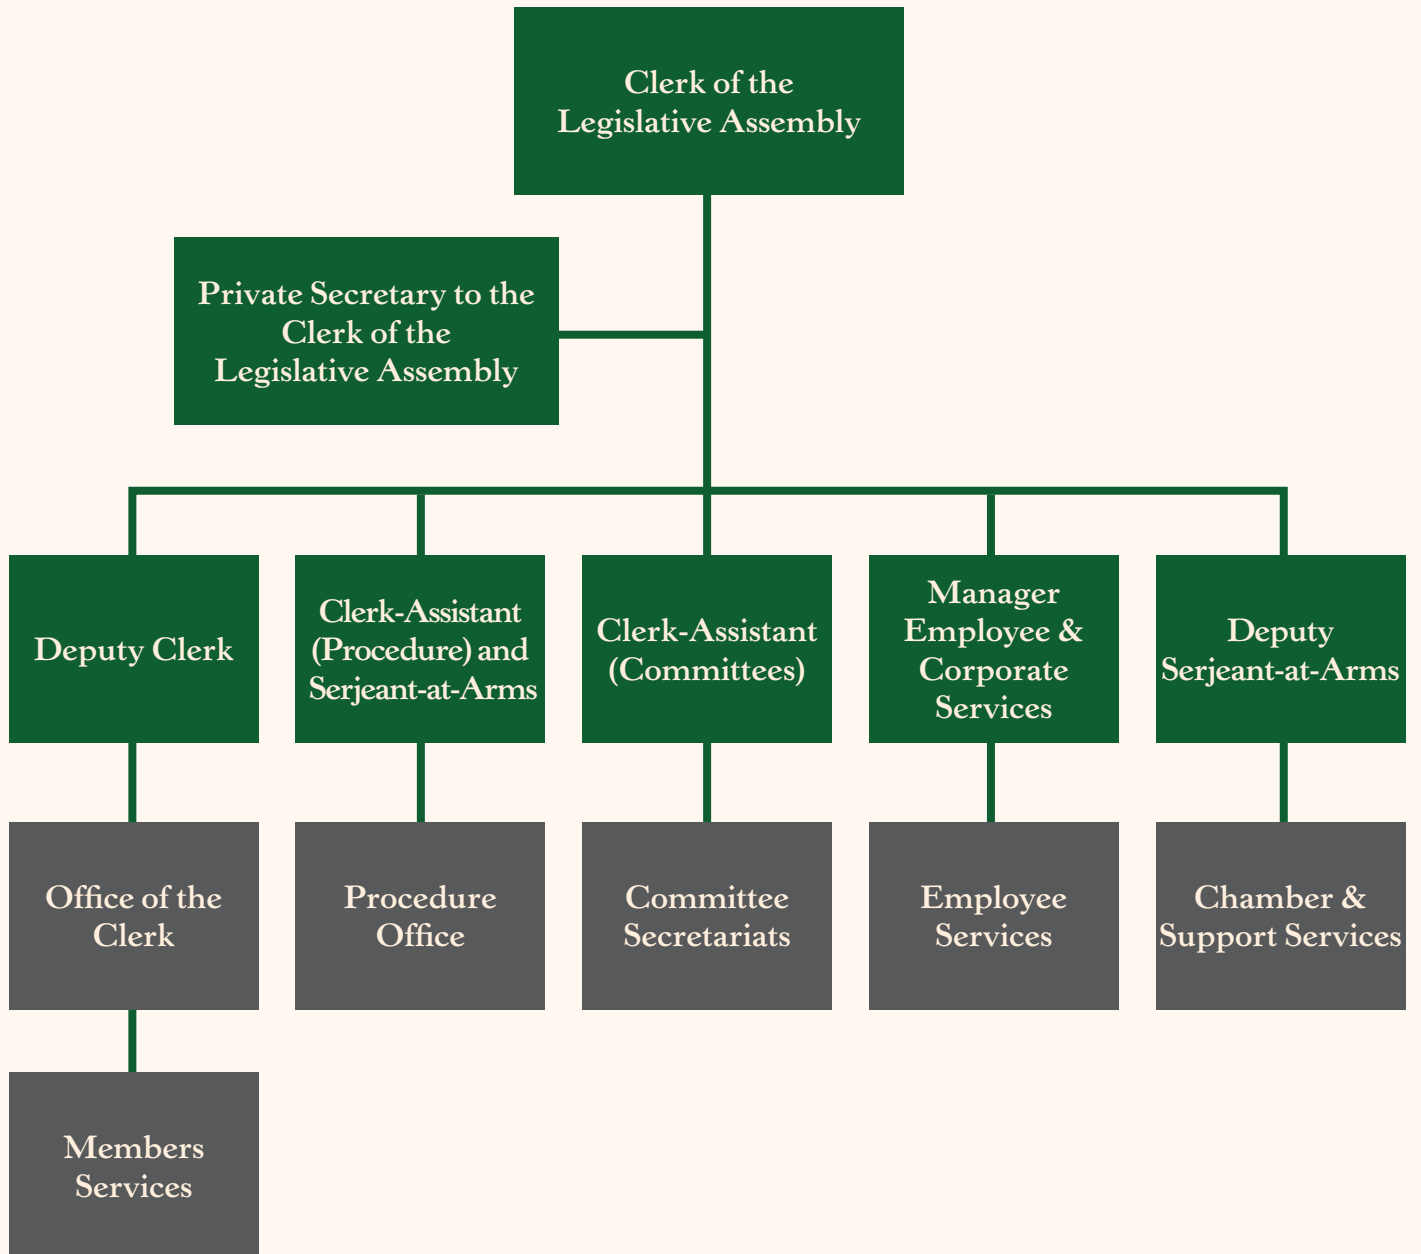 Clerk of the
Legislative Assembly
Private Secretary to the
Clerk of the
Legislative Assembly
Deputy Clerk
Clerk-Assistant
(Procedure) and
Serjeant-at-Arms
Clerk-Assistant
(Committees)
Manager
Employee &
Corporate
Services
Deputy
Serjeant-at-Arms
Office of the
Clerk
Procedure
Office
Committee
Secretariats
Employee
Services
Chamber &
Support Services
Members
Services